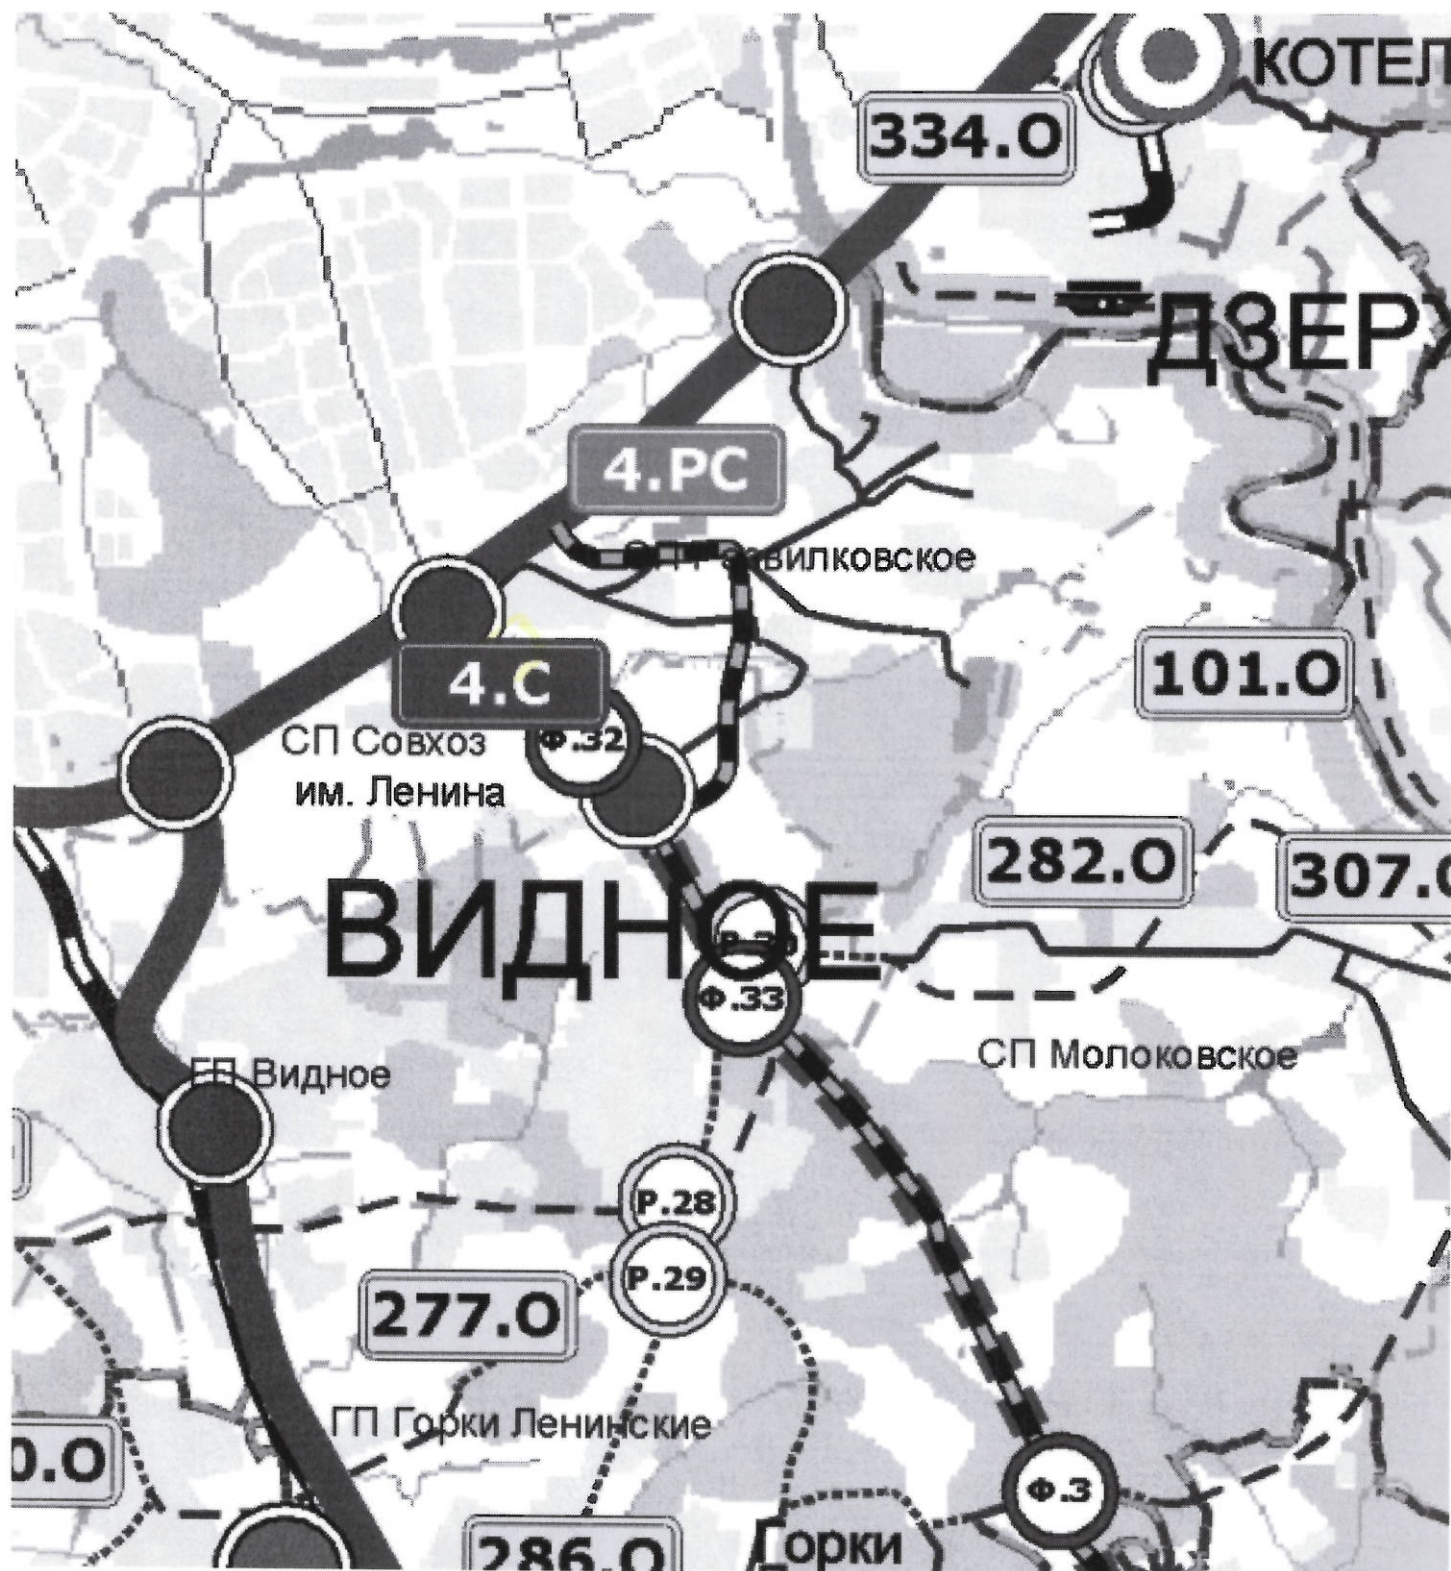 КОТЕЛ
334.О
ДЗЕР
4.РС
101.О
4.С
Ф.32
СП Совхоз
им. Ленина
282.О
307.О
ВИДНОЕ
Ф.33
СП Молоковское
ГП Видное
Р.28
Р.29
277.О
ГП Горки Ленинские
0.О
Ф.3
286.О
Горки